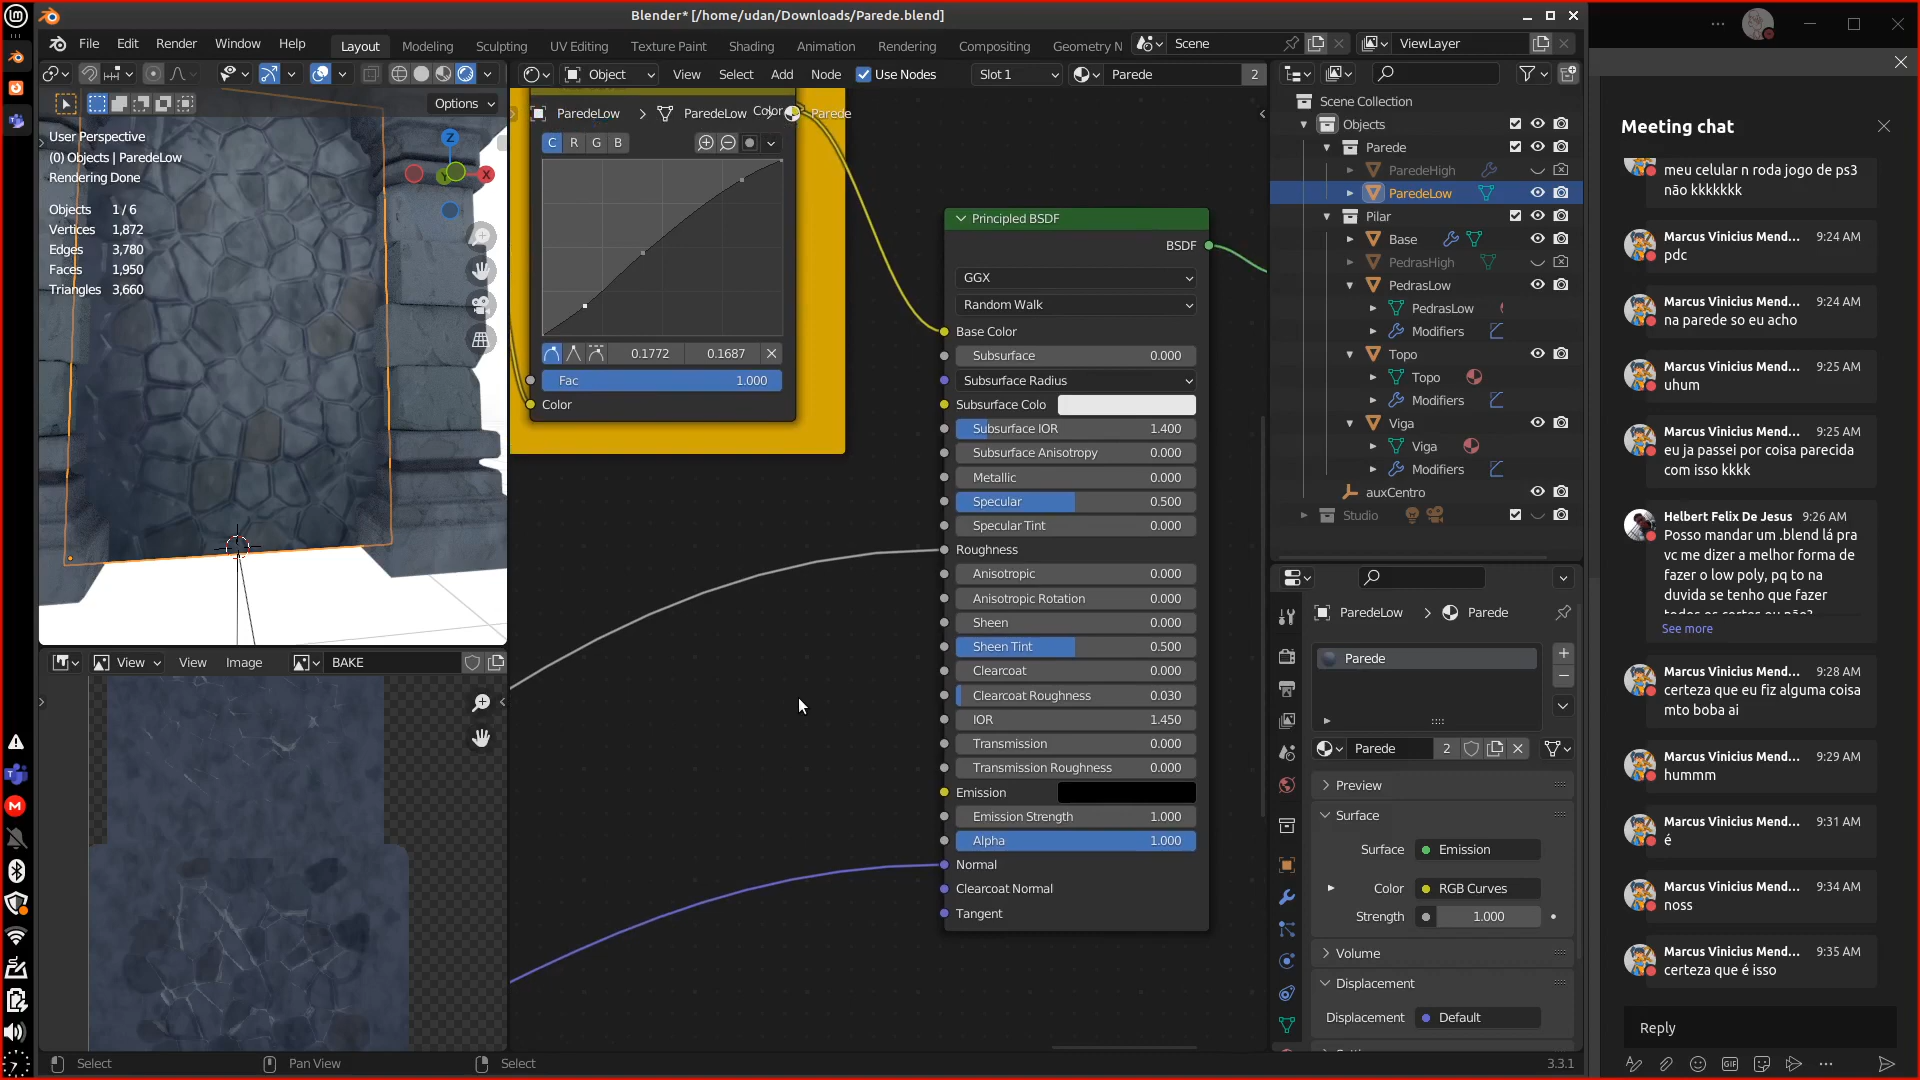 Blender* [/home/udan/Downloads/Parede.blend]
File Edit Render Window Help
Layout Modeling Sculpting UV Editing Texture Paint Shading Animation Rendering Compositing Geometry N
Scene
ViewLayer
Object View Select Add Node Use Nodes Slot 1 Parede 2
Options
User Perspective
(0) Objects | ParedeLow
Rendering Done
Objects 1 / 6
Vertices 1,872
Edges 3,780
Faces 1,950
Triangles 3,660
Z
Y
X
ParedeLow > ParedeLow Color Parede
C R G B
0.1772 0.1687
Fac 1.000
Color
Principled BSDF
BSDF
GGX
Random Walk
Base Color
Subsurface 0.000
Subsurface Radius
Subsurface Colo
Subsurface IOR 1.400
Subsurface Anisotropy 0.000
Metallic 0.000
Specular 0.500
Specular Tint 0.000
Roughness
Anisotropic 0.000
Anisotropic Rotation 0.000
Sheen 0.000
Sheen Tint 0.500
Clearcoat 0.000
Clearcoat Roughness 0.030
IOR 1.450
Transmission 0.000
Transmission Roughness 0.000
Emission
Emission Strength 1.000
Alpha 1.000
Normal
Clearcoat Normal
Tangent
View View Image BAKE
Scene Collection
Objects
Parede
ParedeHigh
ParedeLow
Pilar
Base
PedrasHigh
PedrasLow
PedrasLow
Modifiers
Topo
Topo
Modifiers
Viga
Viga
Modifiers
auxCentro
Studio
ParedeLow > Parede
Parede
Parede 2
Preview
Surface
Surface Emission
Color RGB Curves
Strength 1.000
Volume
Displacement
Displacement Default
Select Pan View Select 3.3.1
Meeting chat
meu celular n roda jogo de ps3
não kkkkkkk
Marcus Vinicius Mend... 9:24 AM
pdc
Marcus Vinicius Mend... 9:24 AM
na parede so eu acho
Marcus Vinicius Mend... 9:25 AM
uhum
Marcus Vinicius Mend... 9:25 AM
eu ja passei por coisa parecida
com isso kkkk
Helbert Felix De Jesus 9:26 AM
Posso mandar um .blend lá pra
vc me dizer a melhor forma de
fazer o low poly, pq to na
duvida se tenho que fazer
todos os cortes ou não?
See more
Marcus Vinicius Mend... 9:28 AM
certeza que eu fiz alguma coisa
mto boba ai
Marcus Vinicius Mend... 9:29 AM
hummm
Marcus Vinicius Mend... 9:31 AM
é
Marcus Vinicius Mend... 9:34 AM
noss
Marcus Vinicius Mend... 9:35 AM
certeza que é isso
Reply
GIF